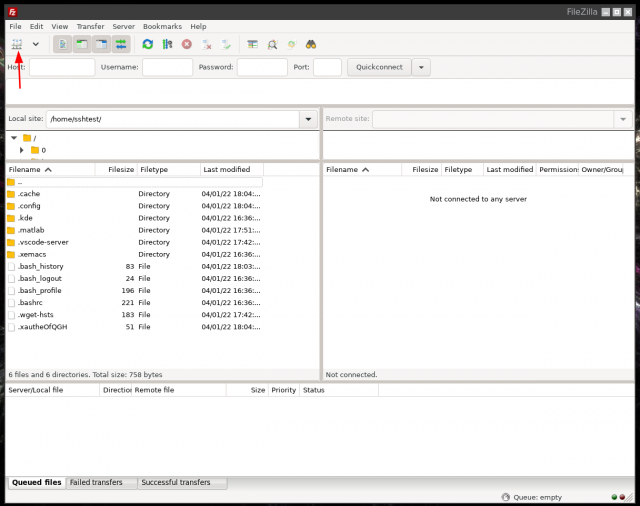 Fz FileZilla
File Edit View Transfer Server Bookmarks Help
Host: Username: Password: Port: Quickconnect
Local site: /home/sshtest/ Remote site:
/
0
Filename Filesize Filetype Last modified Filename Filesize Filetype Last modified Permissions Owner/Group
..
.cache Directory 04/01/22 18:04:...
.config Directory 04/01/22 18:04:...
.kde Directory 04/01/22 16:36:...
.matlab Directory 04/01/22 17:51:...
.vscode-server Directory 04/01/22 17:42:...
.xemacs Directory 04/01/22 16:36:...
.bash_history 83 File 04/01/22 18:03:...
.bash_logout 24 File 04/01/22 16:36:...
.bash_profile 196 File 04/01/22 16:36:...
.bashrc 221 File 04/01/22 16:36:...
.wget-hsts 183 File 04/01/22 17:42:...
.xautheOfQGH 51 File 04/01/22 18:04:...
Not connected to any server
6 files and 6 directories. Total size: 758 bytes Not connected.
Server/Local file Direction Remote file Size Priority Status
Queued files Failed transfers Successful transfers
Queue: empty